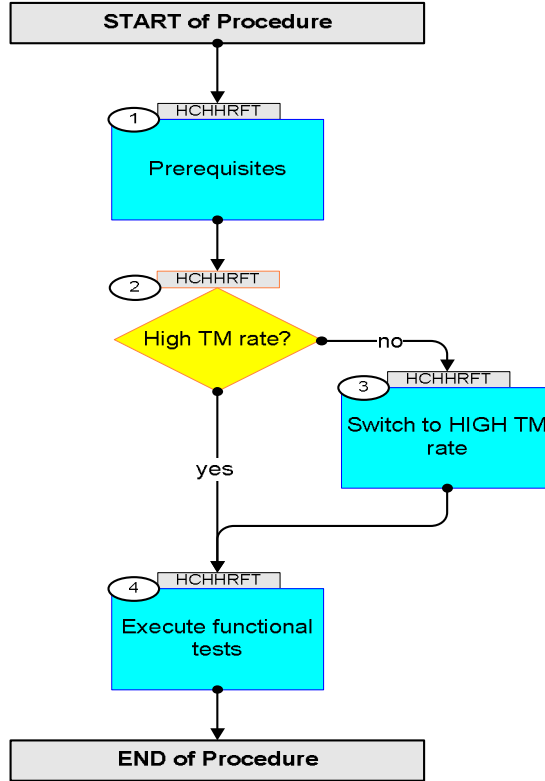 START of Procedure
HCHHRFT
1
Prerequisites
HCHHRFT
2
High TM rate?
no
HCHHRFT
3
Switch to HIGH TM
rate
yes
HCHHRFT
4
Execute functional
tests
END of Procedure